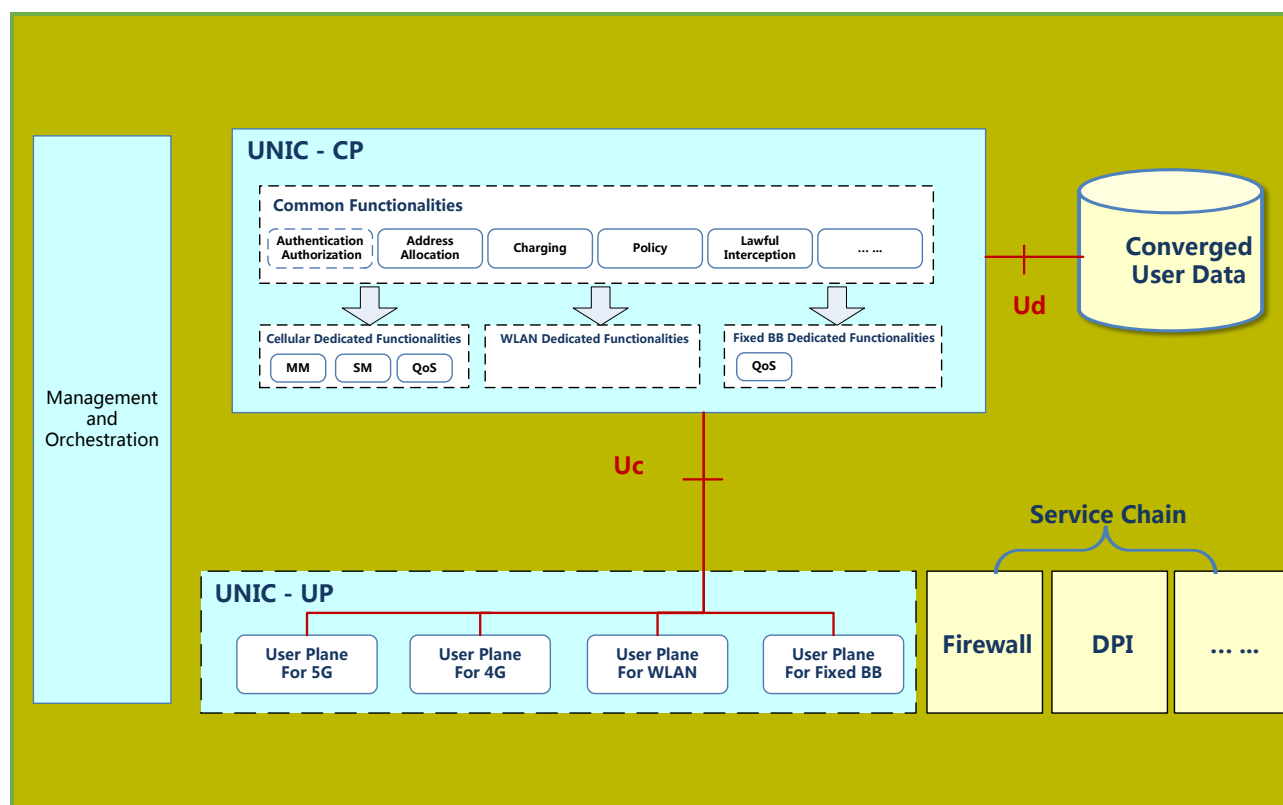 UNIC - CP
Common Functionalities
Authentication
Authorization
Address
Allocation
Charging
Policy
Lawful
Interception
... ...
Cellular Dedicated Functionalities
MM
SM
QoS
WLAN Dedicated Functionalities
Fixed BB Dedicated Functionalities
QoS
Converged
User Data
Ud
Management
and
Orchestration
Uc
Service Chain
UNIC - UP
User Plane
For 5G
User Plane
For 4G
User Plane
For WLAN
User Plane
For Fixed BB
Firewall
DPI
... ...